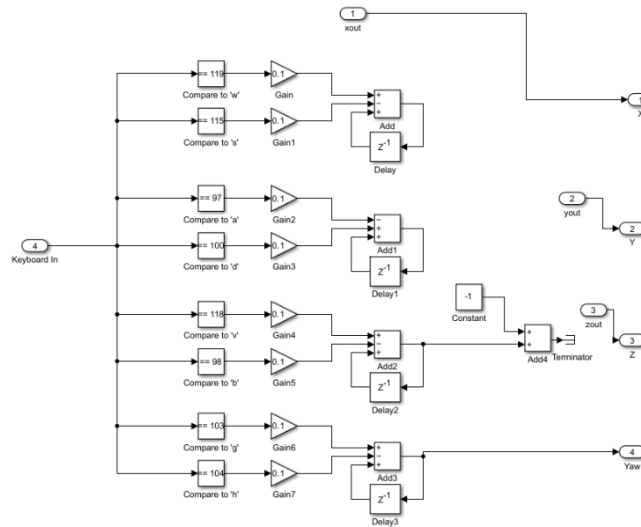 1
xout
== 119
Compare to 'w'
0.1
Gain
+
−
+
Add
== 115
Compare to 's'
0.1
Gain1
Z-1
Delay
1
X
== 97
Compare to 'a'
0.1
Gain2
−
+
+
Add1
2
yout
2
Y
4
Keyboard In
== 100
Compare to 'd'
0.1
Gain3
Z-1
Delay1
== 118
Compare to 'v'
0.1
Gain4
+
−
+
Add2
-1
Constant
+
+
Add4
Terminator
3
zout
3
Z
== 98
Compare to 'b'
0.1
Gain5
Z-1
Delay2
== 103
Compare to 'g'
0.1
Gain6
+
−
+
Add3
4
Yaw
== 104
Compare to 'h'
0.1
Gain7
Z-1
Delay3